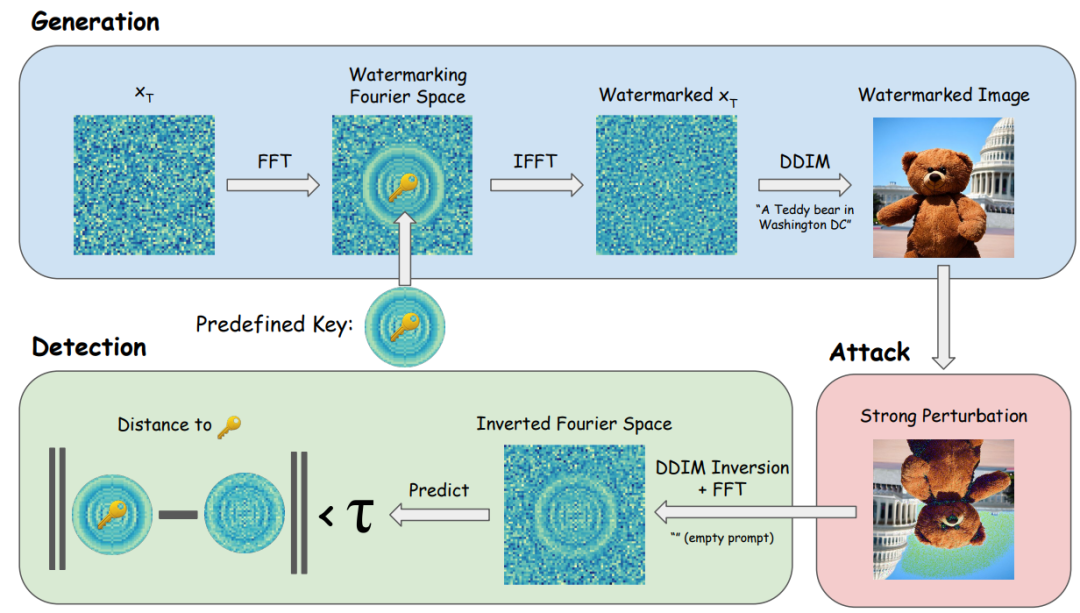 Generation
x_T
FFT
Watermarking
Fourier Space
IFFT
Watermarked x_T
DDIM
"A Teddy bear in
Washington DC"
Watermarked Image
Predefined Key:
Detection
Attack
Distance to
< τ
Predict
Inverted Fourier Space
DDIM Inversion
+ FFT
"" (empty prompt)
Strong Perturbation